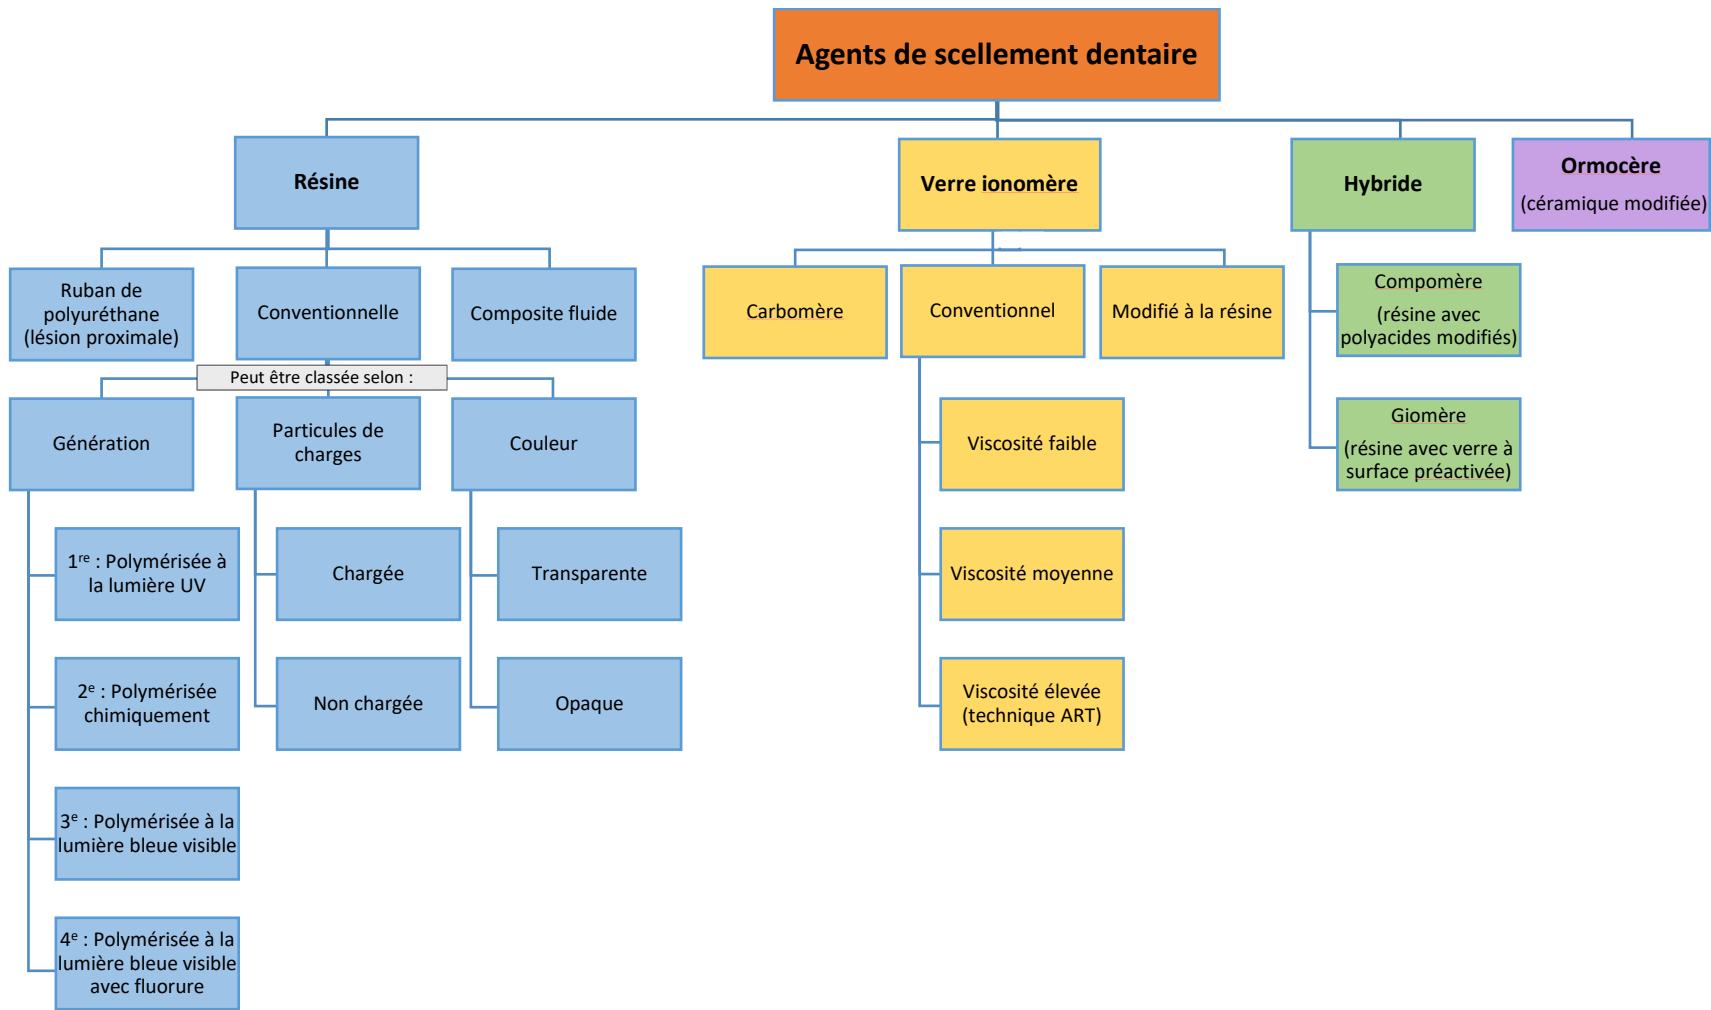 Agents de scellement dentaire
Résine
Verre ionomère
Hybride
Ormocère
(céramique modifiée)
Ruban de
polyuréthane
(lésion proximale)
Conventionnelle
Composite fluide
Carbomère
Conventionnel
Modifié à la résine
Compomère
(résine avec
polyacides modifiés)
Peut être classée selon :
Génération
Particules de
charges
Couleur
Viscosité faible
Giomère
(résine avec verre à
surface préactivée)
1re : Polymérisée à
la lumière UV
Chargée
Transparente
Viscosité moyenne
2e : Polymérisée
chimiquement
Non chargée
Opaque
Viscosité élevée
(technique ART)
3e : Polymérisée à la
lumière bleue visible
4e : Polymérisée à la
lumière bleue visible
avec fluorure